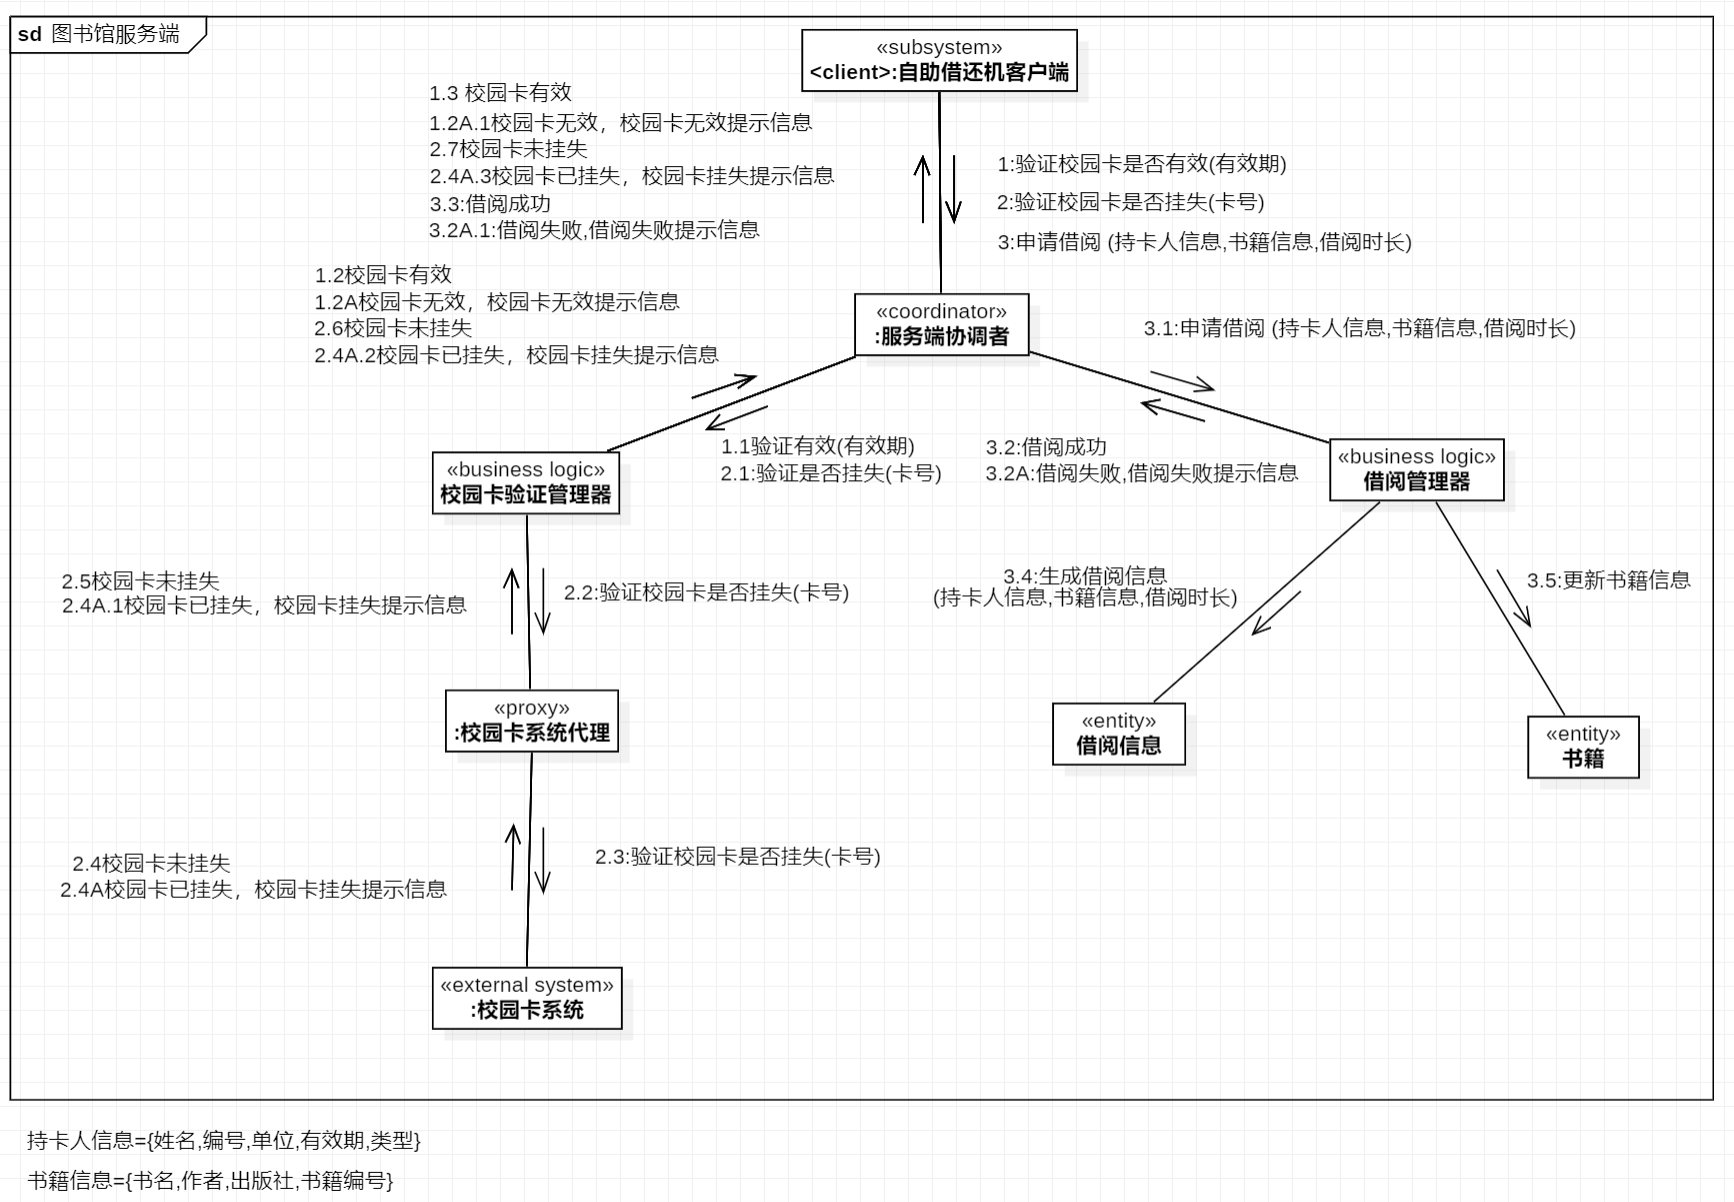 sd 图书馆服务端
«subsystem»
<client>:自助借还机客户端
1.3 校园卡有效
1.2A.1校园卡无效，校园卡无效提示信息
2.7校园卡未挂失
2.4A.3校园卡已挂失，校园卡挂失提示信息
3.3:借阅成功
3.2A.1:借阅失败,借阅失败提示信息
1:验证校园卡是否有效(有效期)
2:验证校园卡是否挂失(卡号)
3:申请借阅 (持卡人信息,书籍信息,借阅时长)
1.2校园卡有效
1.2A校园卡无效，校园卡无效提示信息
2.6校园卡未挂失
2.4A.2校园卡已挂失，校园卡挂失提示信息
«coordinator»
:服务端协调者
3.1:申请借阅 (持卡人信息,书籍信息,借阅时长)
1.1验证有效(有效期)
2.1:验证是否挂失(卡号)
3.2:借阅成功
3.2A:借阅失败,借阅失败提示信息
«business logic»
校园卡验证管理器
«business logic»
借阅管理器
2.5校园卡未挂失
2.4A.1校园卡已挂失，校园卡挂失提示信息
2.2:验证校园卡是否挂失(卡号)
3.4:生成借阅信息
(持卡人信息,书籍信息,借阅时长)
3.5:更新书籍信息
«proxy»
:校园卡系统代理
«entity»
借阅信息
«entity»
书籍
2.4校园卡未挂失
2.4A校园卡已挂失，校园卡挂失提示信息
2.3:验证校园卡是否挂失(卡号)
«external system»
:校园卡系统
持卡人信息={姓名,编号,单位,有效期,类型}
书籍信息={书名,作者,出版社,书籍编号}